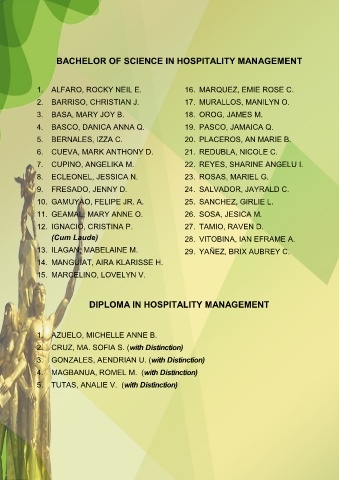 BACHELOR OF SCIENCE IN HOSPITALITY MANAGEMENT
1. ALFARO, ROCKY NEIL E.
2. BARRISO, CHRISTIAN J.
3. BASA, MARY JOY B.
4. BASCO, DANICA ANNA Q.
5. BERNALES, IZZA C.
6. CUEVA, MARK ANTHONY D.
7. CUPINO, ANGELIKA M.
8. ECLEONEL, JESSICA N.
9. FRESADO, JENNY D.
10. GAMUYAO, FELIPE JR. A.
11. GEAMAL, MARY ANNE O.
12. IGNACIO, CRISTINA P.
(Cum Laude)
13. ILAGAN, MABELAINE M.
14. MANGUIAT, AIRA KLARISSE H.
15. MARCELINO, LOVELYN V.
16. MARQUEZ, EMIE ROSE C.
17. MURALLOS, MANILYN O.
18. OROG, JAMES M.
19. PASCO, JAMAICA Q.
20. PLACEROS, AN MARIE B.
21. REDUBLA, NICOLE C.
22. REYES, SHARINE ANGELU I.
23. ROSAS, MARIEL G.
24. SALVADOR, JAYRALD C.
25. SANCHEZ, GIRLIE L.
26. SOSA, JESICA M.
27. TAMIO, RAVEN D.
28. VITOBINA, IAN EFRAME A.
29. YAÑEZ, BRIX AUBREY C.
DIPLOMA IN HOSPITALITY MANAGEMENT
1. AZUELO, MICHELLE ANNE B.
2. CRUZ, MA. SOFIA S. (with Distinction)
3. GONZALES, AENDRIAN U. (with Distinction)
4. MAGBANUA, ROMEL M. (with Distinction)
5. TUTAS, ANALIE V. (with Distinction)